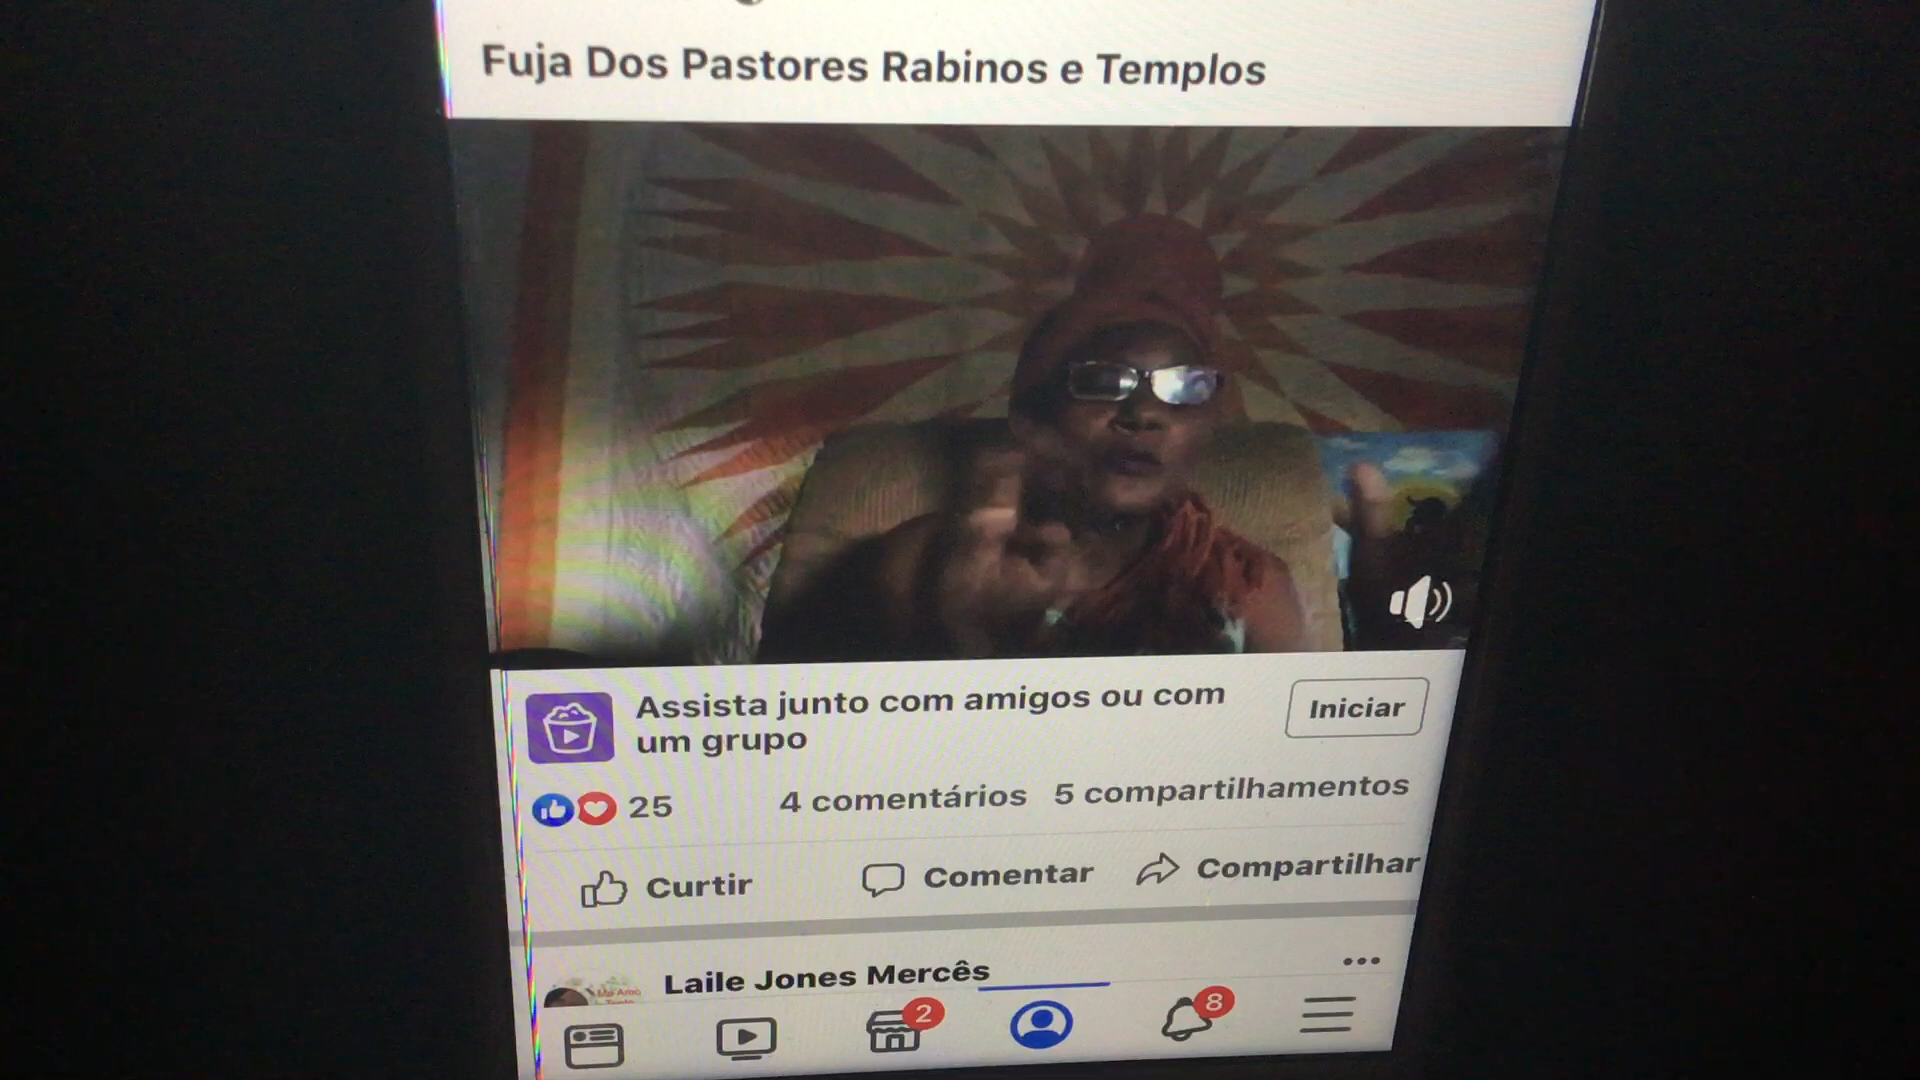 Fuja Dos Pastores Rabinos e Templos
Assista junto com amigos ou com
um grupo
Iniciar
25
4 comentários
5 compartilhamentos
Curtir
Comentar
Compartilhar
Laile Jones Mercês
2
8